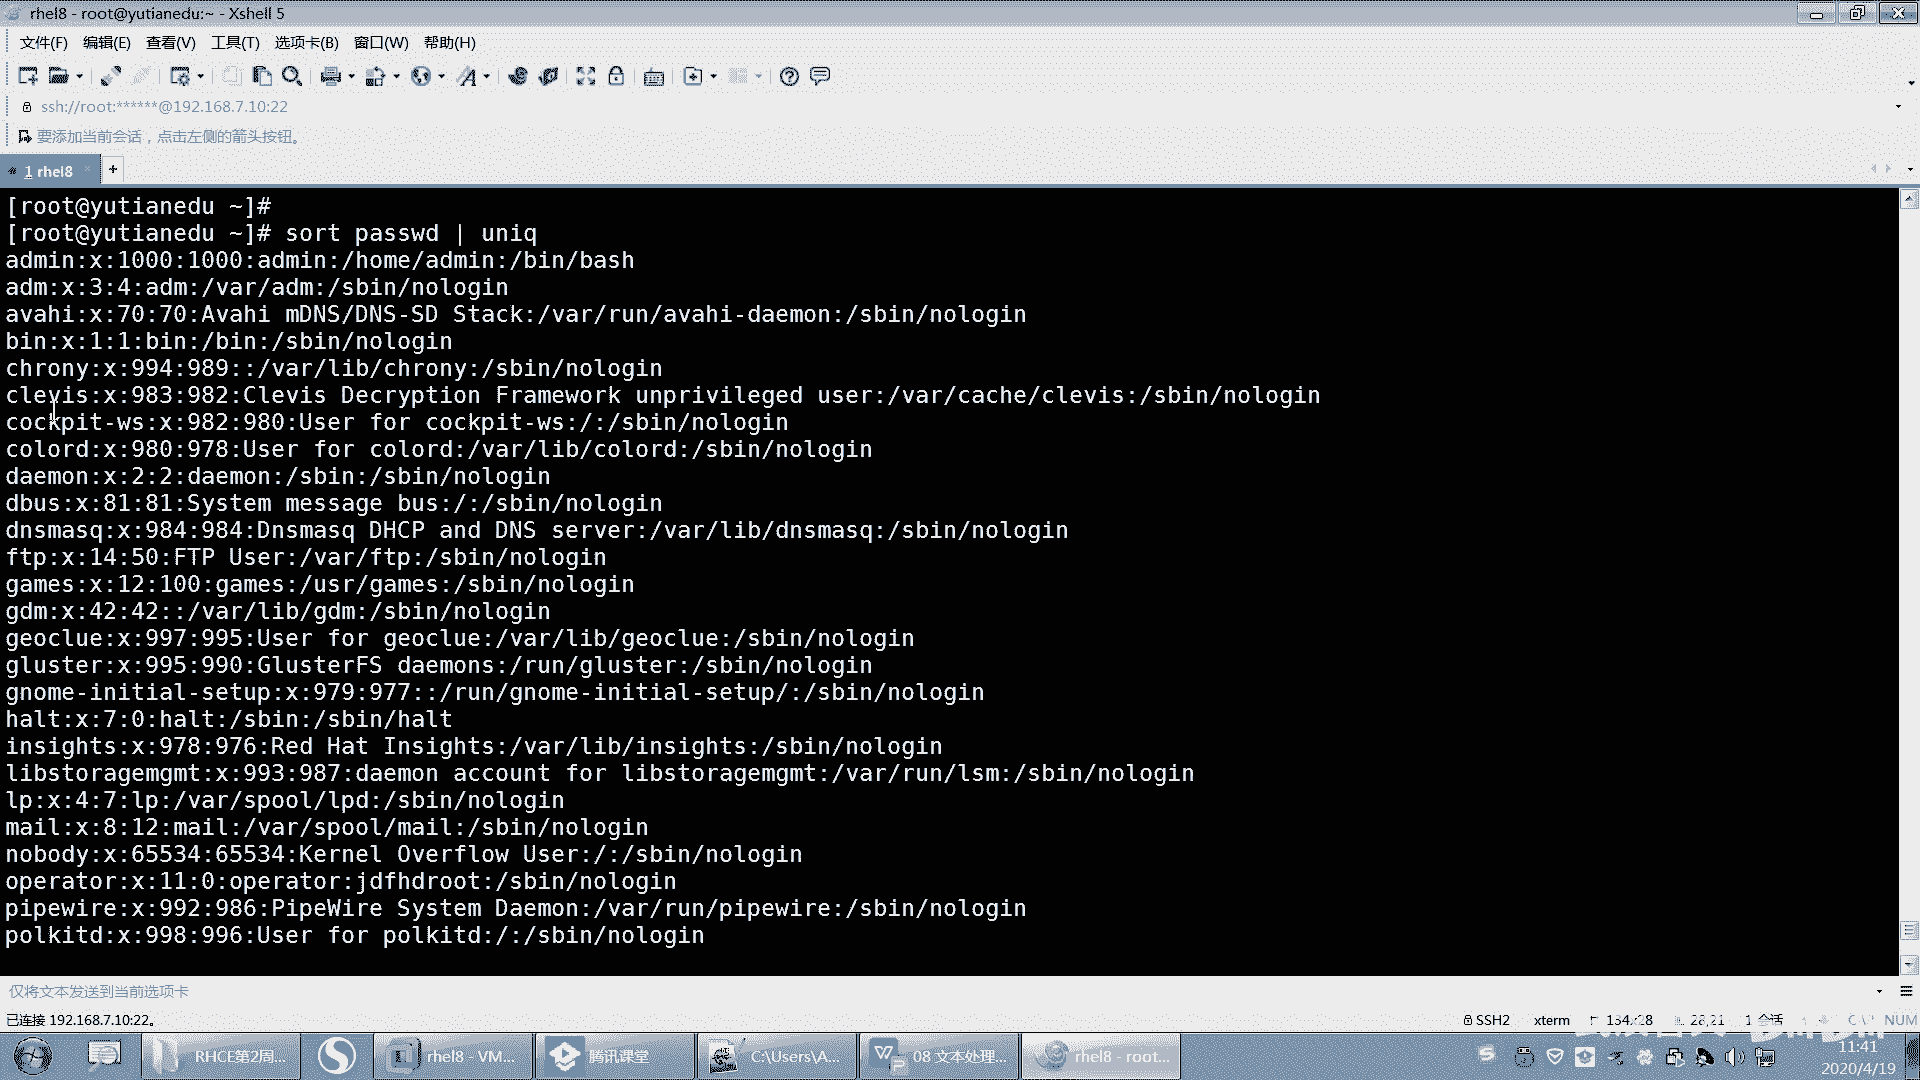 rhel8 - root@yutianedu:~ - Xshell 5
文件(F) 编辑(E) 查看(V) 工具(T) 选项卡(B) 窗口(W) 帮助(H)
ssh://root:******@192.168.7.10:22
要添加当前会话，点击左侧的箭头按钮。
1 rhel8
[root@yutianedu ~]#
[root@yutianedu ~]# sort passwd | uniq
admin:x:1000:1000:admin:/home/admin:/bin/bash
adm:x:3:4:adm:/var/adm:/sbin/nologin
avahi:x:70:70:Avahi mDNS/DNS-SD Stack:/var/run/avahi-daemon:/sbin/nologin
bin:x:1:1:bin:/bin:/sbin/nologin
chrony:x:994:989::/var/lib/chrony:/sbin/nologin
clevis:x:983:982:Clevis Decryption Framework unprivileged user:/var/cache/clevis:/sbin/nologin
cockpit-ws:x:982:980:User for cockpit-ws:/:/sbin/nologin
colord:x:980:978:User for colord:/var/lib/colord:/sbin/nologin
daemon:x:2:2:daemon:/sbin:/sbin/nologin
dbus:x:81:81:System message bus:/:/sbin/nologin
dnsmasq:x:984:984:Dnsmasq DHCP and DNS server:/var/lib/dnsmasq:/sbin/nologin
ftp:x:14:50:FTP User:/var/ftp:/sbin/nologin
games:x:12:100:games:/usr/games:/sbin/nologin
gdm:x:42:42::/var/lib/gdm:/sbin/nologin
geoclue:x:997:995:User for geoclue:/var/lib/geoclue:/sbin/nologin
gluster:x:995:990:GlusterFS daemons:/run/gluster:/sbin/nologin
gnome-initial-setup:x:979:977::/run/gnome-initial-setup/:/sbin/nologin
halt:x:7:0:halt:/sbin:/sbin/halt
insights:x:978:976:Red Hat Insights:/var/lib/insights:/sbin/nologin
libstoragemgmt:x:993:987:daemon account for libstoragemgmt:/var/run/lsm:/sbin/nologin
lp:x:4:7:lp:/var/spool/lpd:/sbin/nologin
mail:x:8:12:mail:/var/spool/mail:/sbin/nologin
nobody:x:65534:65534:Kernel Overflow User:/:/sbin/nologin
operator:x:11:0:operator:jdfhdroot:/sbin/nologin
pipewire:x:992:986:PipeWire System Daemon:/var/run/pipewire:/sbin/nologin
polkitd:x:998:996:User for polkitd:/:/sbin/nologin
仅将文本发送到当前选项卡
已连接 192.168.7.10:22。 SSH2 xterm 134x28 28,21 1 会话 NUM
RHCE第2周... rhel8 - VM... 腾讯课堂 C:\Users\A... 08 文本处理... rhel8 - root... 11:41
2020/4/19